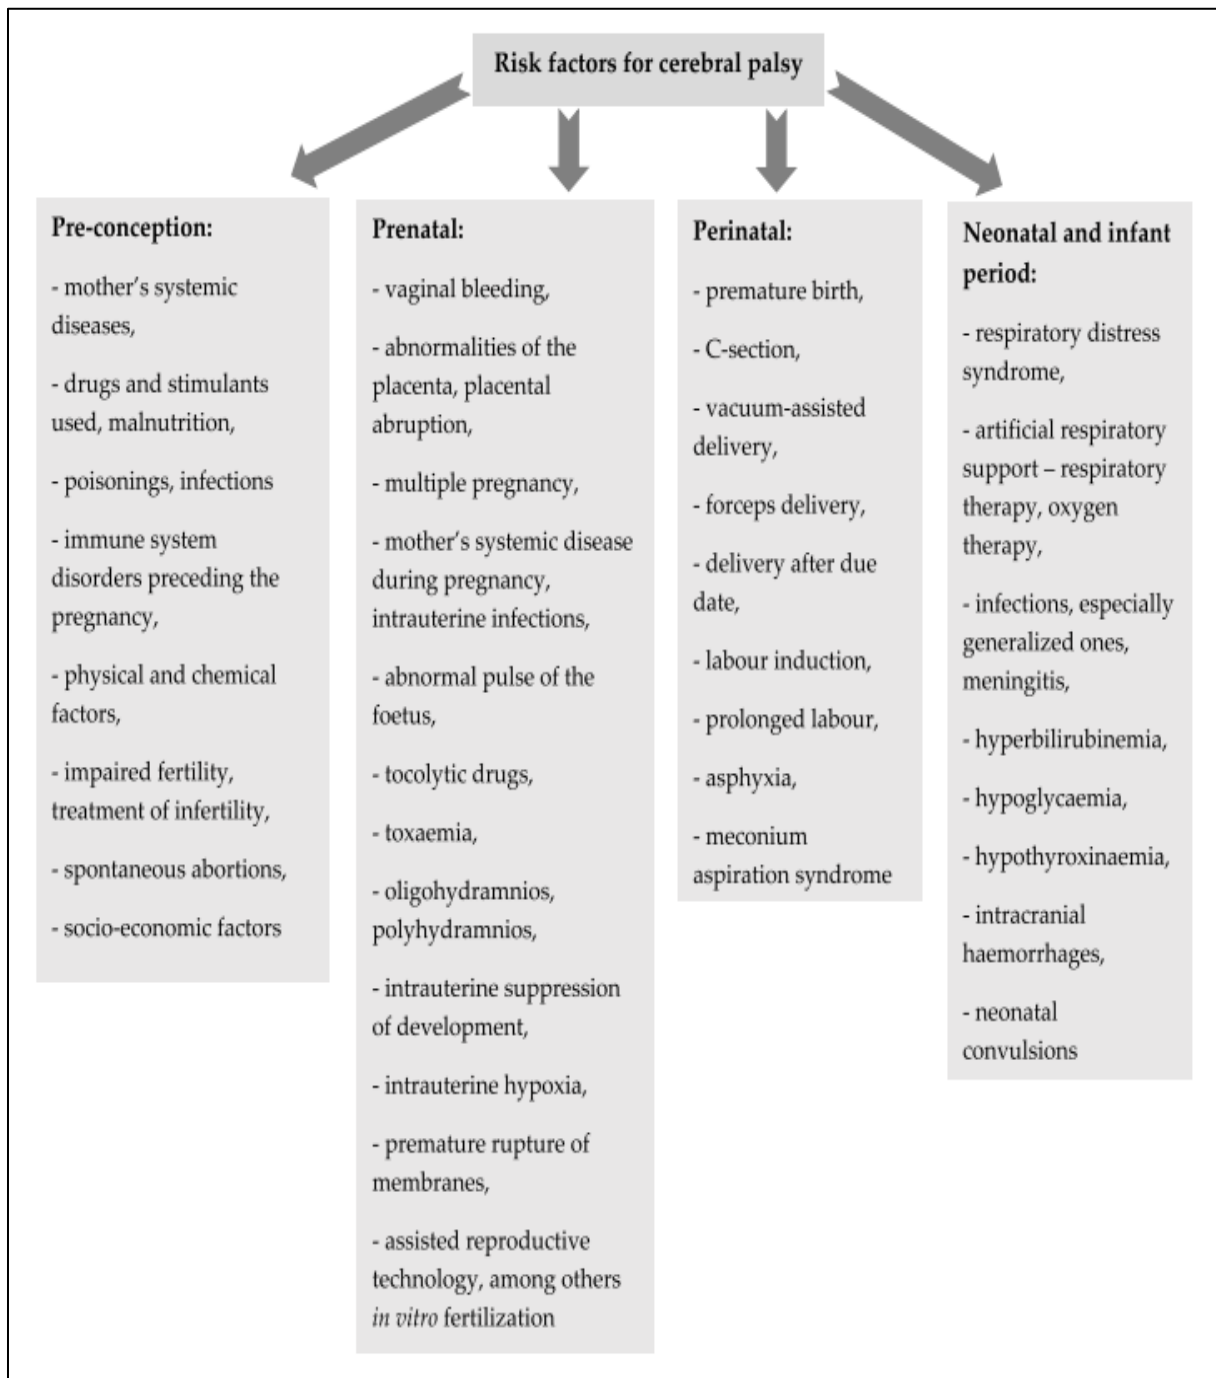 Risk factors for cerebral palsy
Pre-conception:
- mother's systemic
diseases,
- drugs and stimulants
used, malnutrition,
- poisonings, infections
- immune system
disorders preceding the
pregnancy,
- physical and chemical
factors,
- impaired fertility,
treatment of infertility,
- spontaneous abortions,
- socio-economic factors
Prenatal:
- vaginal bleeding,
- abnormalities of the
placenta, placental
abruption,
- multiple pregnancy,
- mother's systemic disease
during pregnancy,
intrauterine infections,
- abnormal pulse of the
foetus,
- tocolytic drugs,
- toxaemia,
- oligohydramnios,
polyhydramnios,
- intrauterine suppression
of development,
- intrauterine hypoxia,
- premature rupture of
membranes,
- assisted reproductive
technology, among others
in vitro fertilization
Perinatal:
- premature birth,
- C-section,
- vacuum-assisted
delivery,
- forceps delivery,
- delivery after due
date,
- labour induction,
- prolonged labour,
- asphyxia,
- meconium
aspiration syndrome
Neonatal and infant
period:
- respiratory distress
syndrome,
- artificial respiratory
support – respiratory
therapy, oxygen
therapy,
- infections, especially
generalized ones,
meningitis,
- hyperbilirubinemia,
- hypoglycaemia,
- hypothyroxinaemia,
- intracranial
haemorrhages,
- neonatal
convulsions